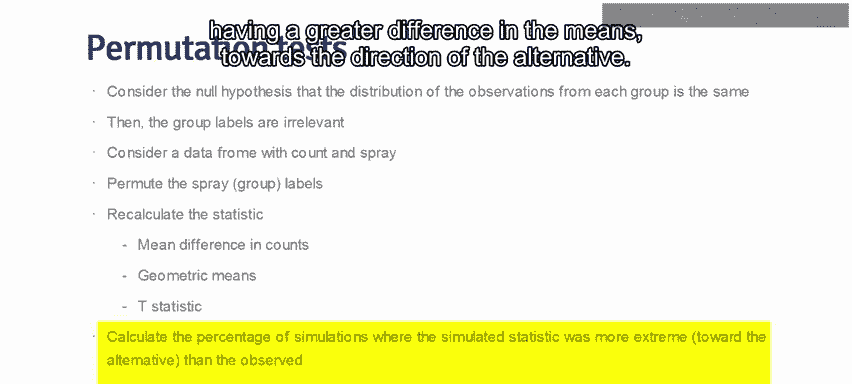 having a greater difference in the means,
towards the direction of the alternative.
Permutation tests
· Consider the null hypothesis that the distribution of the observations from each group is the same
· Then, the group labels are irrelevant
· Consider a data frome with count and spray
· Permute the spray (group) labels
· Recalculate the statistic
- Mean difference in counts
- Geometric means
- T statistic
· Calculate the percentage of simulations where the simulated statistic was more extreme (toward the
alternative) than the observed